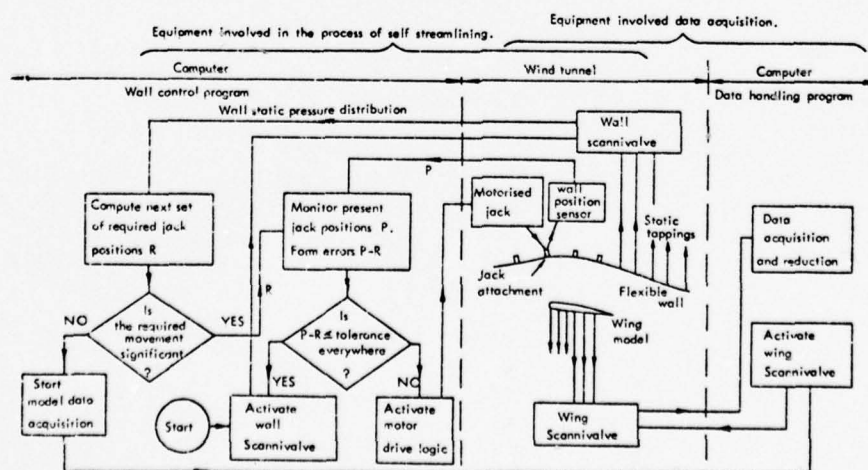 Equipment involved in the process of self streamlining.
Equipment involved data acquisition.
Computer
Wind tunnel
Computer
Wall control program
Data handling program
Wall static pressure distribution
Wall
scannivalve
P
Compute next set
of required jack
positions R
Monitor present
jack positions P.
Form errors P-R
Motorised
jack
wall
position
sensor
Static
tappings
Data
acquisition
and reduction
Jack
attachment
Flexible
wall
R
NO
Is
the required
movement
significant
?
YES
Is
P-R≤ tolerance
everywhere
?
Wing
model
Activate
wing
Scannivalve
YES
NO
Start
model data
acquisition
Start
Activate
wall
Scannivalve
Activate
motor
drive logic
Wing
Scannivalve